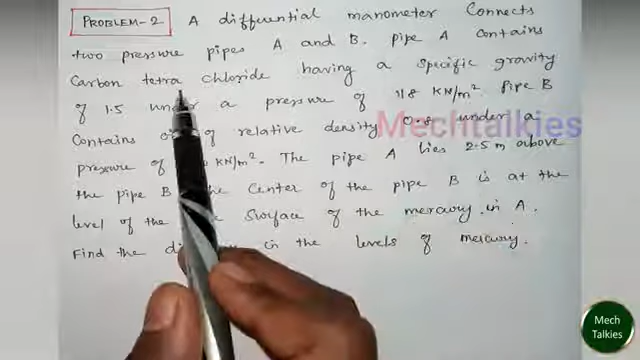 PROBLEM-2 A differential manometer Connects
two pressure pipes A and B. pipe A contains
Carbon tetra chloride having a specific gravity
of 1.5 under a pressure of 118 KN/m². Pipe B
Contains of relative density 0.8 under a
pressure of KN/m². The pipe A lies 2.5 m above
the pipe B the Center of the pipe B is at the
level of the surface of the mercury in A.
Find the in the levels of mercury.
Mechtalkies
Mech
Talkies